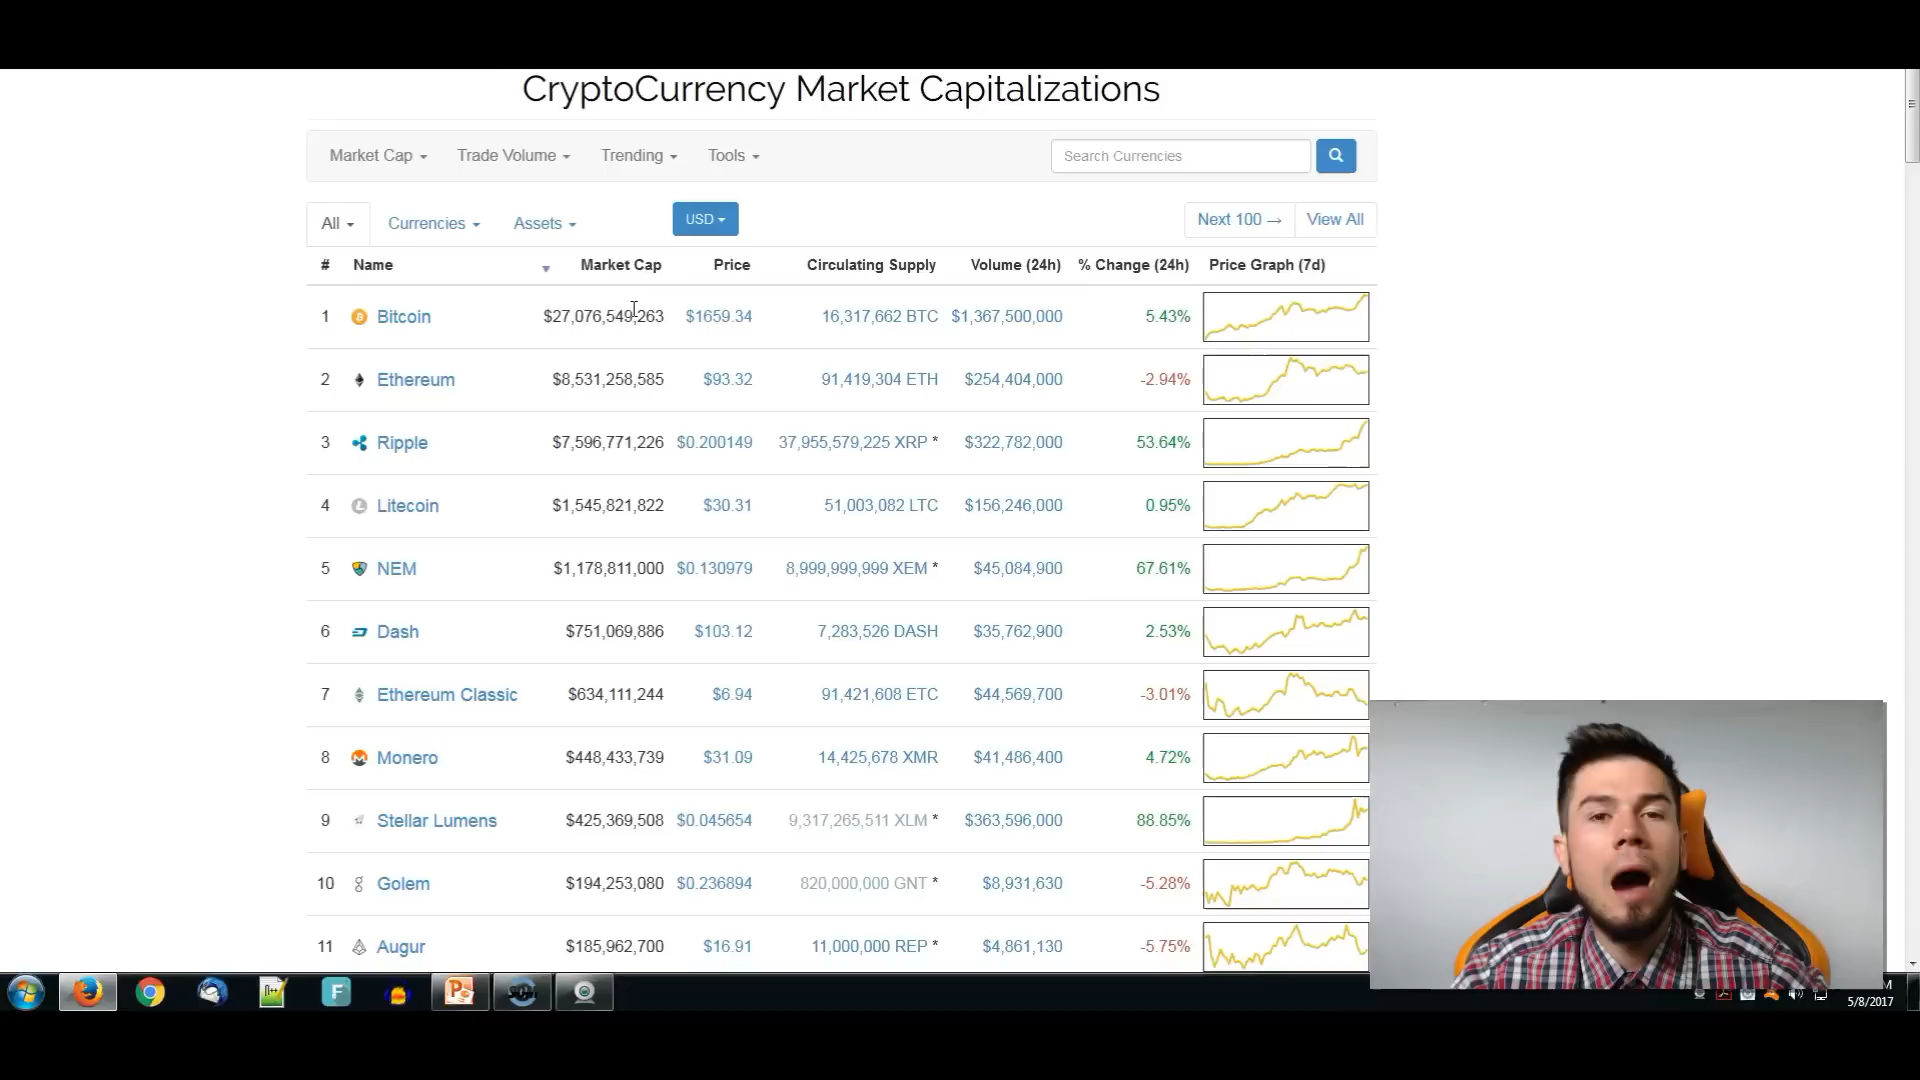 CryptoCurrency Market Capitalizations
Market Cap Trade Volume Trending Tools Search Currencies
All Currencies Assets USD Next 100 → View All
# Name Market Cap Price Circulating Supply Volume (24h) % Change (24h) Price Graph (7d)
1 Bitcoin $27,076,549,263 $1659.34 16,317,662 BTC $1,367,500,000 5.43%
2 Ethereum $8,531,258,585 $93.32 91,419,304 ETH $254,404,000 -2.94%
3 Ripple $7,596,771,226 $0.200149 37,955,579,225 XRP * $322,782,000 53.64%
4 Litecoin $1,545,821,822 $30.31 51,003,082 LTC $156,246,000 0.95%
5 NEM $1,178,811,000 $0.130979 8,999,999,999 XEM * $45,084,900 67.61%
6 Dash $751,069,886 $103.12 7,283,526 DASH $35,762,900 2.53%
7 Ethereum Classic $634,111,244 $6.94 91,421,608 ETC $44,569,700 -3.01%
8 Monero $448,433,739 $31.09 14,425,678 XMR $41,486,400 4.72%
9 Stellar Lumens $425,369,508 $0.045654 9,317,265,511 XLM * $363,596,000 88.85%
10 Golem $194,253,080 $0.236894 820,000,000 GNT * $8,931,630 -5.28%
11 Augur $185,962,700 $16.91 11,000,000 REP * $4,861,130 -5.75%
5/8/2017